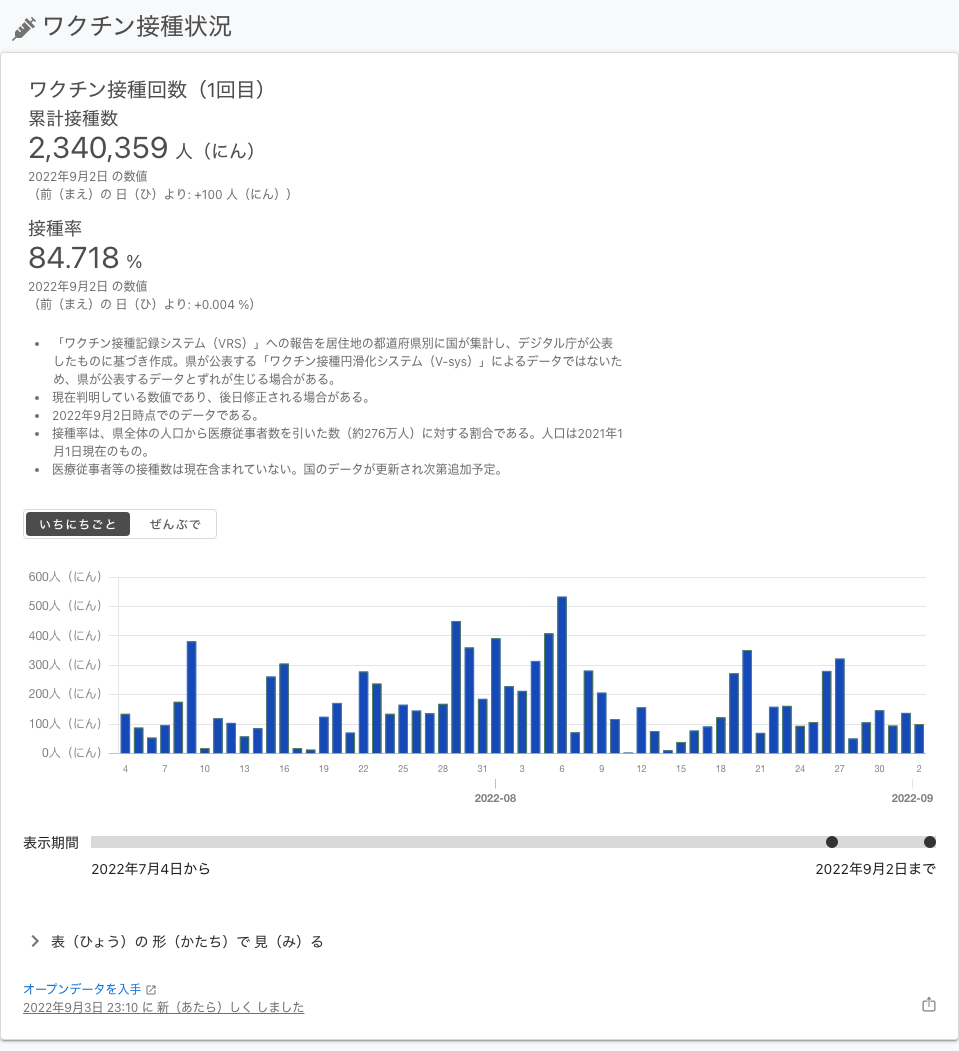 ワクチン接種状況
ワクチン接種回数（1回目）
累計接種数
2,340,359 人（にん）
2022年9月2日 の数値
（前（まえ）の 日（ひ）より: +100 人（にん））
接種率
84.718 %
2022年9月2日 の数値
（前（まえ）の 日（ひ）より: +0.004 %）
• 「ワクチン接種記録システム（VRS）」への報告を居住地の都道府県別に国が集計し、デジタル庁が公表
したものに基づき作成。県が公表する「ワクチン接種円滑化システム（V-sys）」によるデータではないた
め、県が公表するデータとずれが生じる場合がある。
• 現在判明している数値であり、後日修正される場合がある。
• 2022年9月2日時点でのデータである。
• 接種率は、県全体の人口から医療従事者数を引いた数（約276万人）に対する割合である。人口は2021年1
月1日現在のもの。
• 医療従事者等の接種数は現在含まれていない。国のデータが更新され次第追加予定。
いちにちごと ぜんぶで
600人（にん）
500人（にん）
400人（にん）
300人（にん）
200人（にん）
100人（にん）
0人（にん）
4 7 10 13 16 19 22 25 28 31 3 6 9 12 15 18 21 24 27 30 2
2022-08 2022-09
表示期間
2022年7月4日から 2022年9月2日まで
表（ひょう）の 形（かたち）で 見（み）る
オープンデータを入手
2022年9月3日 23:10 に 新（あたら）しく しました